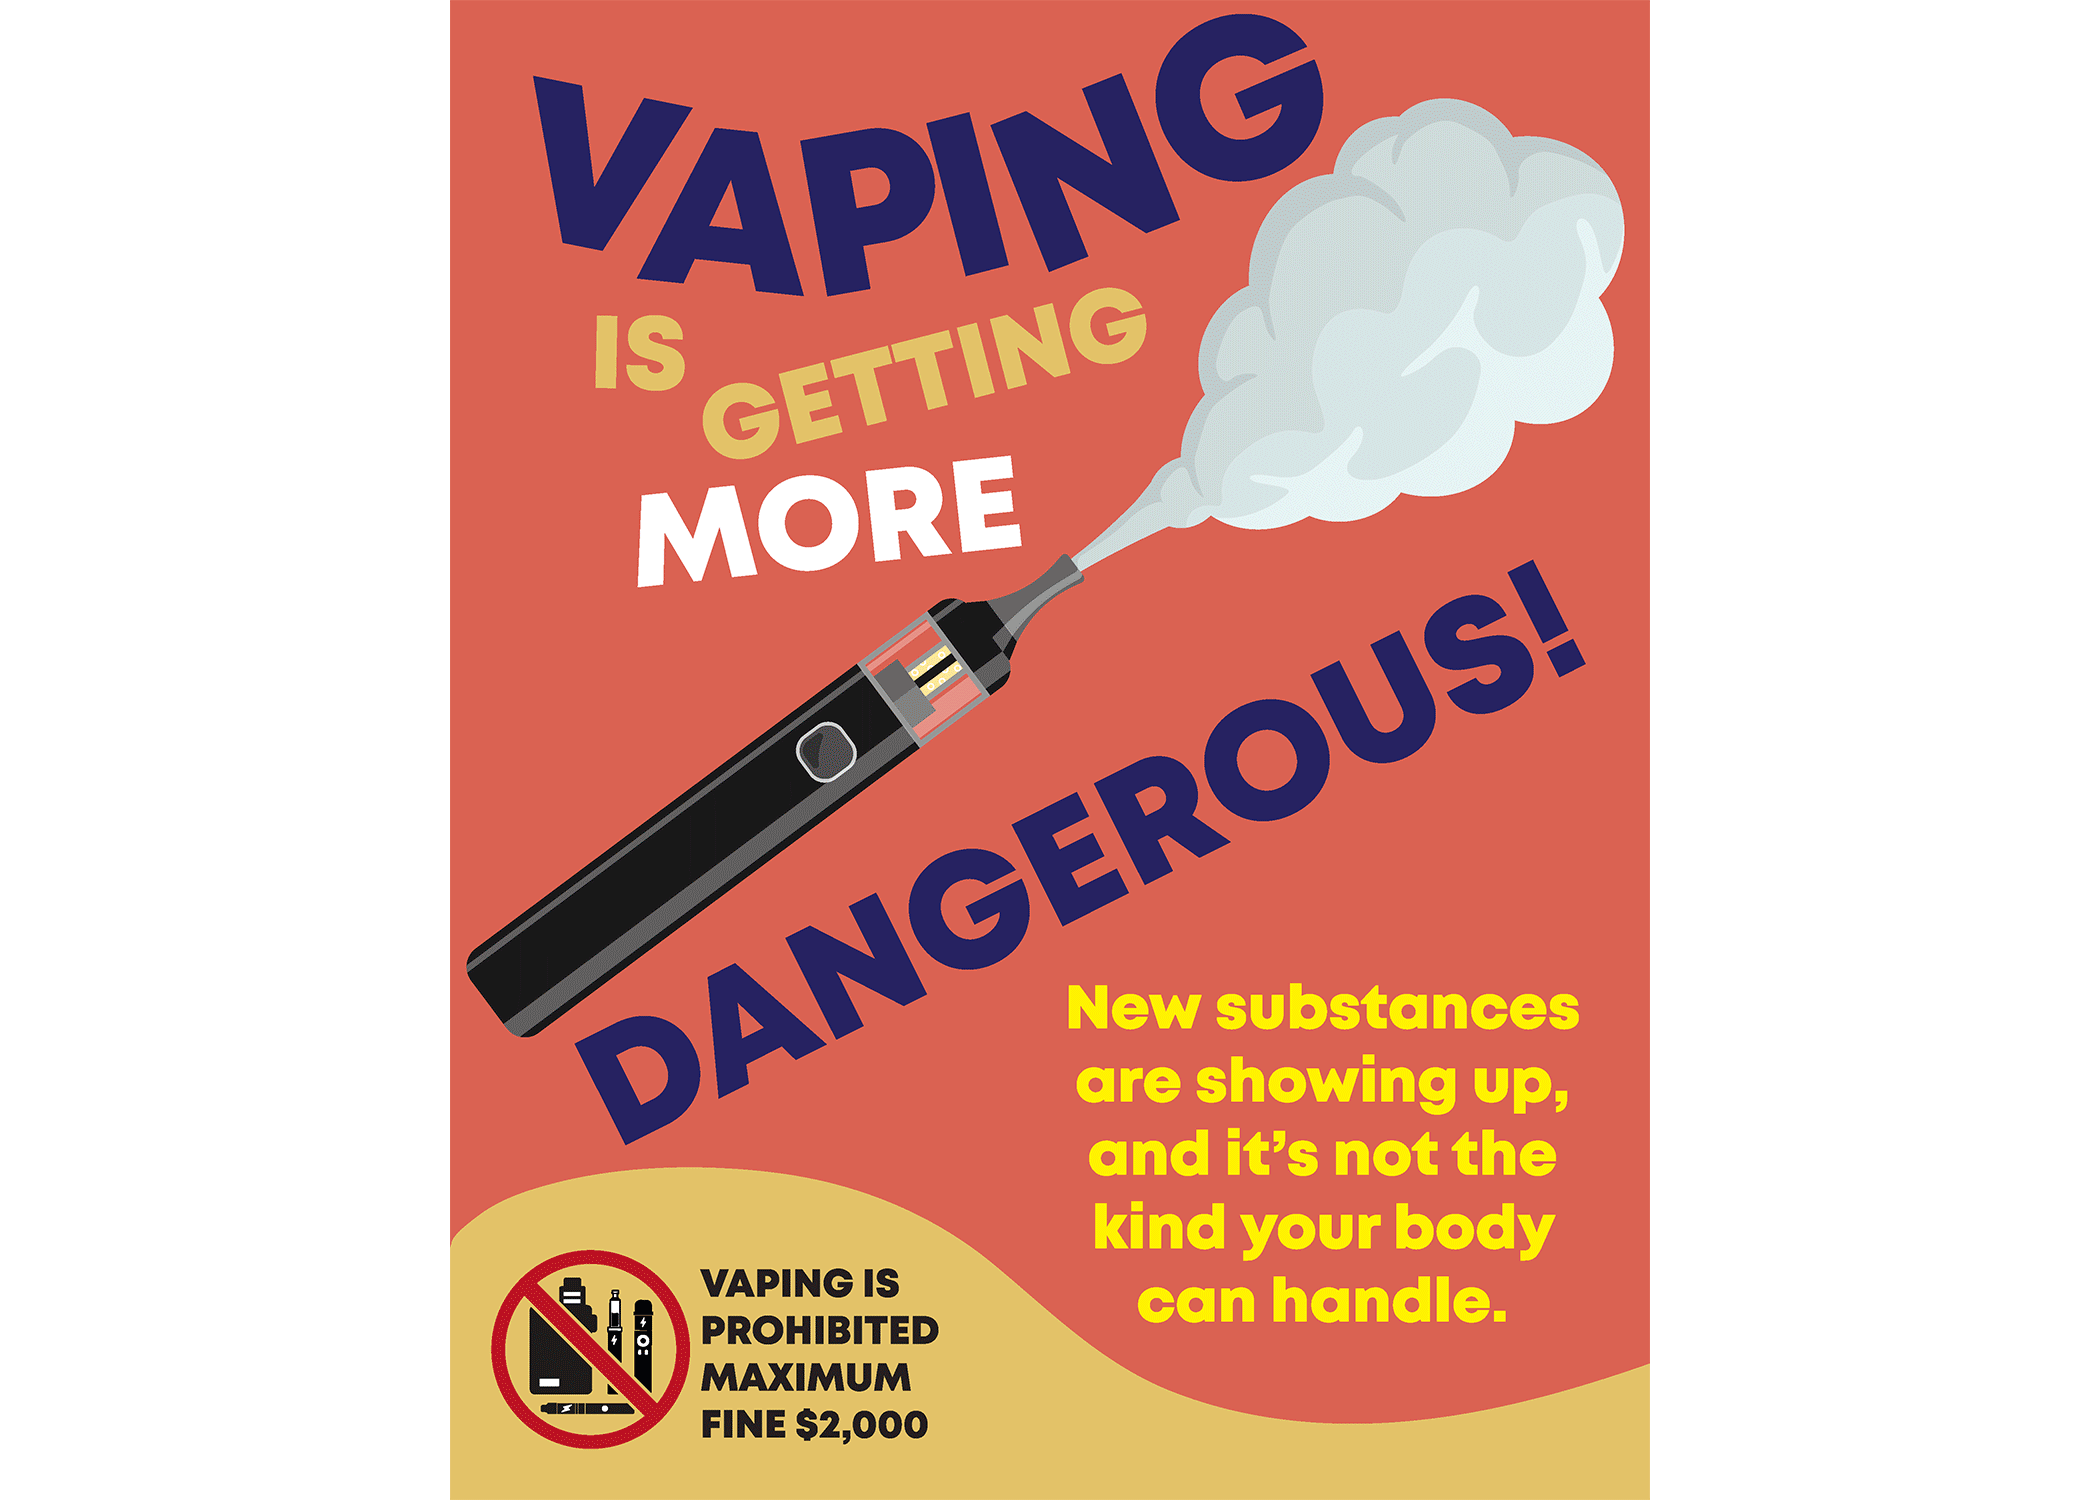 VAPING
IS GETTING
MORE
DANGEROUS!
New substances
are showing up,
and it's not the
kind your body
can handle.
VAPING IS
PROHIBITED
MAXIMUM
FINE $2,000